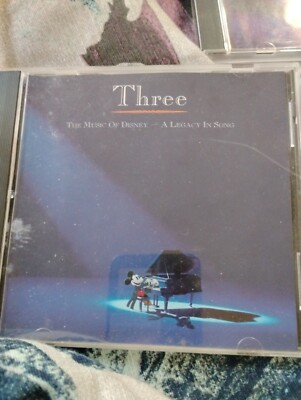 Three
THE MUSIC OF DISNEY – A LEGACY IN SONG